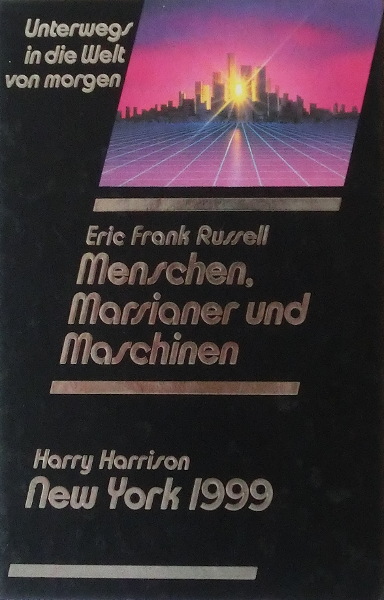 Unterwegs
in die Welt
von morgen
Eric Frank Russell
Menschen,
Marsianer und
Maschinen
Harry Harrison
New York 1999